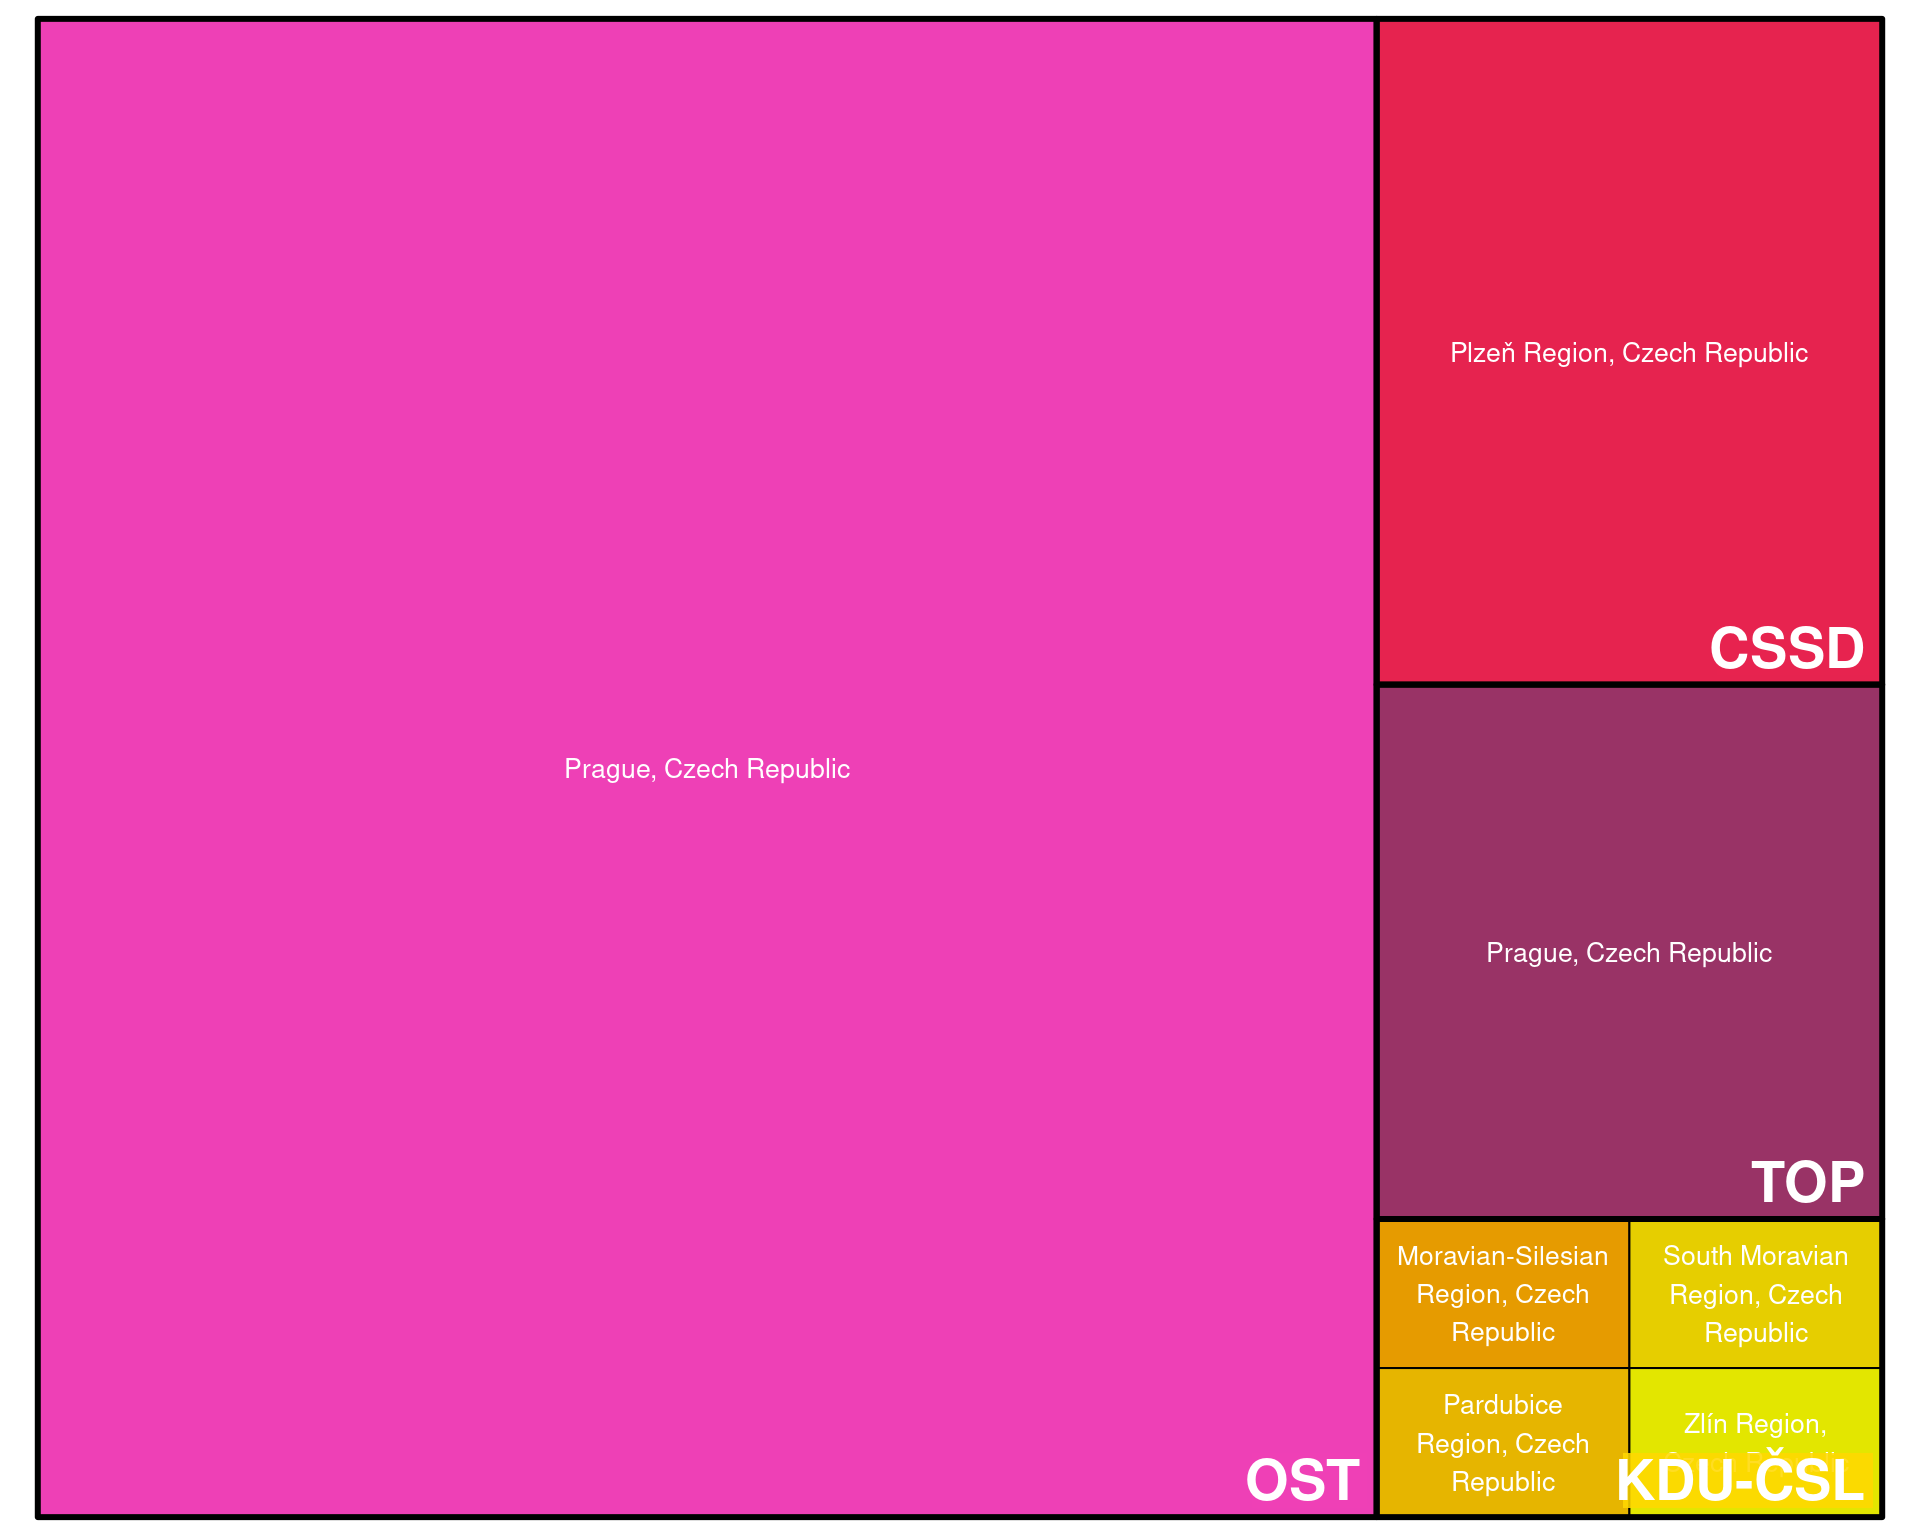 Prague, Czech Republic
OST
Plzeň Region, Czech Republic
CSSD
Prague, Czech Republic
TOP
Moravian-Silesian
Region, Czech
Republic
South Moravian
Region, Czech
Republic
Pardubice
Region, Czech
Republic
Zlín Region,
KDU-ČSL